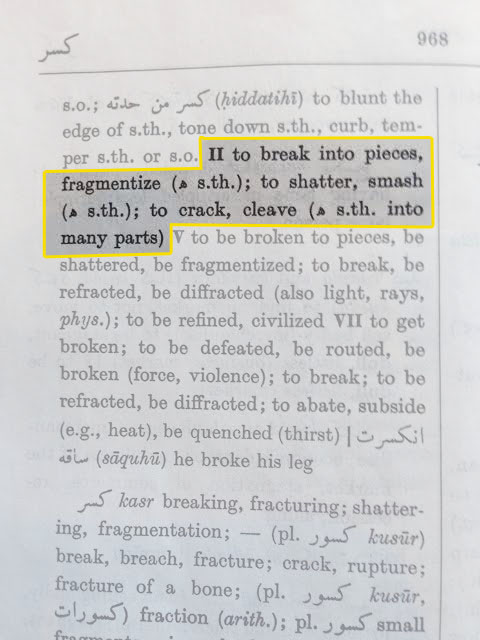 كسر 968
s.o.; كسر من حدته (ḥiddatihī) to blunt the
edge of s.th., tone down s.th., curb, tem-
per s.th. or s.o. II to break into pieces,
fragmentize (ه s.th.); to shatter, smash
(ه s.th.); to crack, cleave (ه s.th. into
many parts) V to be broken to pieces, be
shattered, be fragmentized; to break, be
refracted, be diffracted (also light, rays,
phys.); to be refined, civilized VII to get
broken; to be defeated, be routed, be
broken (force, violence); to break; to be
refracted, be diffracted; to abate, subside
(e.g., heat), be quenched (thirst) | انكسرت
ساقه (sāquhū) he broke his leg
كسر kasr breaking, fracturing; shatter-
ing, fragmentation; — (pl. كسور kusūr)
break, breach, fracture; crack, rupture;
fracture of a bone; (pl. كسور kusūr,
كسورات) fraction (arith.); pl. كسور small